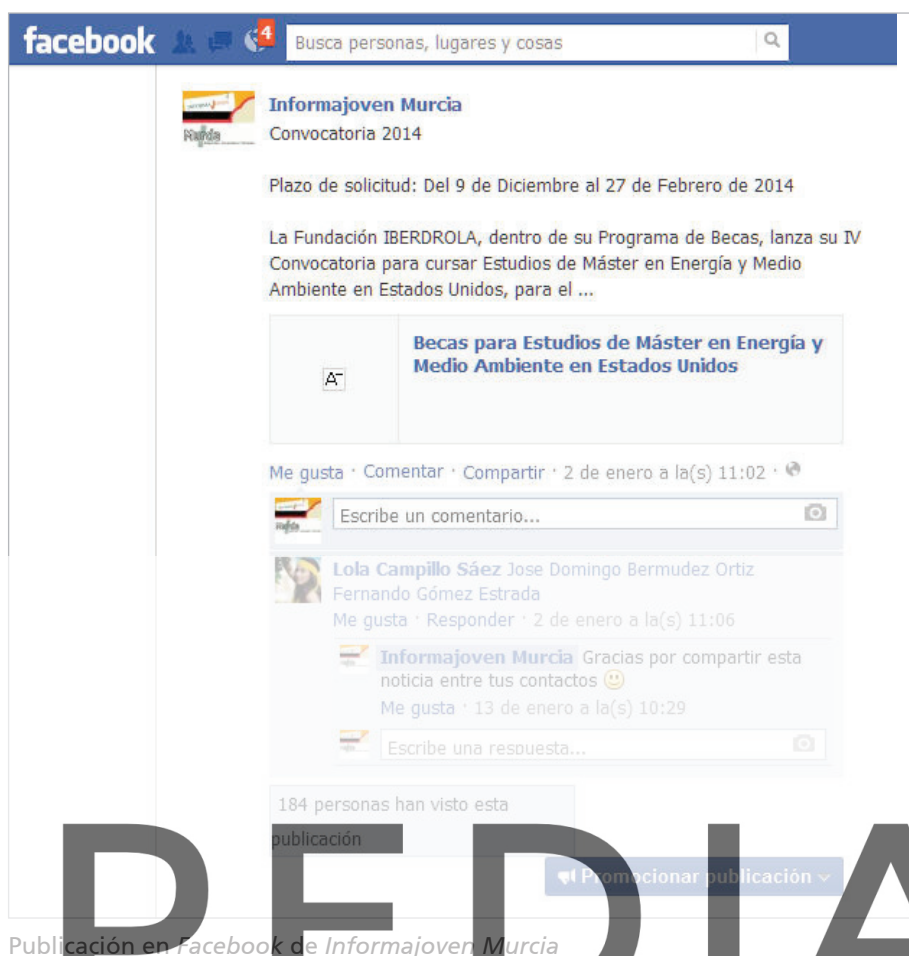 facebook
4
Busca personas, lugares y cosas
Informajoven Murcia
Convocatoria 2014
Plazo de solicitud: Del 9 de Diciembre al 27 de Febrero de 2014
La Fundación IBERDROLA, dentro de su Programa de Becas, lanza su IV
Convocatoria para cursar Estudios de Máster en Energía y Medio
Ambiente en Estados Unidos, para el ...
Becas para Estudios de Máster en Energía y
Medio Ambiente en Estados Unidos
Me gusta · Comentar · Compartir · 2 de enero a la(s) 11:02 ·
Escribe un comentario...
Lola Campillo Sáez Jose Domingo Bermudez Ortiz
Fernando Gómez Estrada
Me gusta · Responder · 2 de enero a la(s) 11:06
Informajoven Murcia Gracias por compartir esta
noticia entre tus contactos
Me gusta · 13 de enero a la(s) 10:29
Escribe una respuesta...
184 personas han visto esta
publicación
Promocionar publicación
Publicación en Facebook de Informajoven Murcia